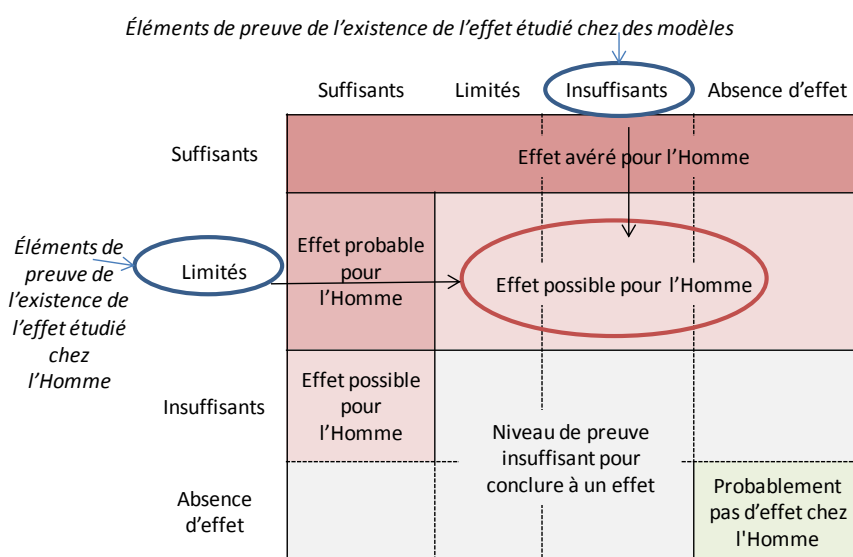 Éléments de preuve de l’existence de l’effet étudié chez des modèles
Suffisants Limités Insuffisants Absence d’effet
Suffisants
Effet avéré pour l’Homme
Éléments de
preuve de
l’existence de
l’effet étudié
chez
l’Homme
Limités
Effet probable
pour
l’Homme
Effet possible pour l’Homme
Insuffisants
Effet possible
pour
l’Homme
Niveau de preuve
insuffisant pour
conclure à un effet
Absence
d’effet
Probablement
pas d’effet chez
l'Homme